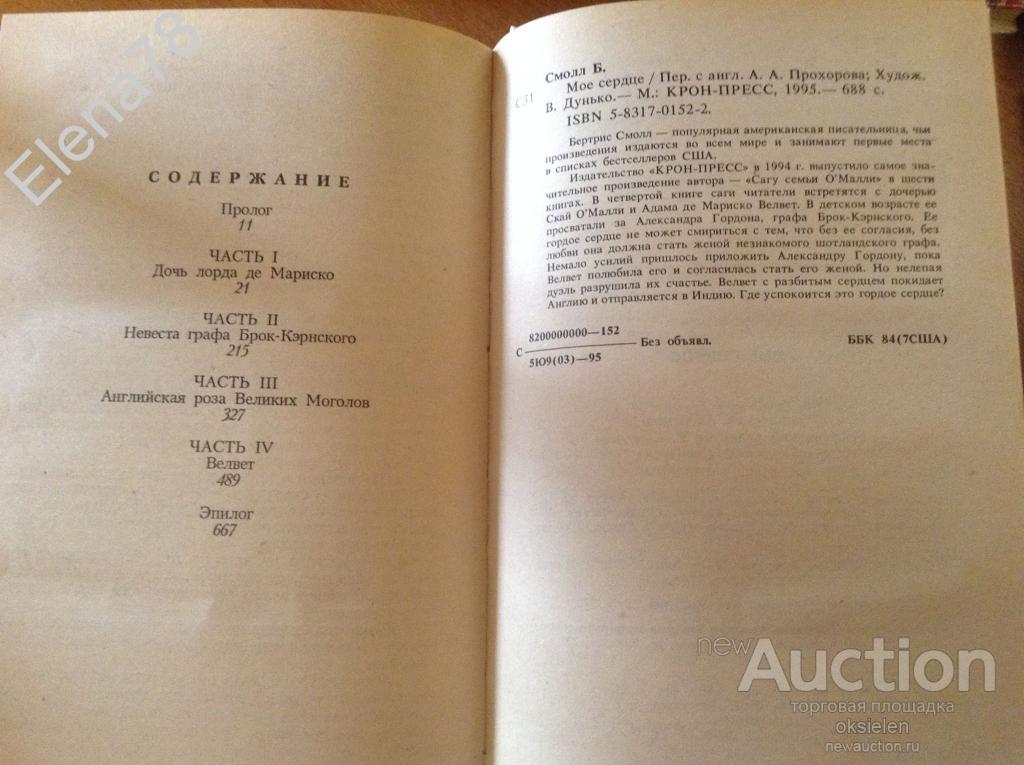 Elena78
СОДЕРЖАНИЕ
Пролог
11
ЧАСТЬ I
Дочь лорда де Мариско
21
ЧАСТЬ II
Невеста графа Брок-Кэрнского
215
ЧАСТЬ III
Английская роза Великих Моголов
327
ЧАСТЬ IV
Велвет
489
Эпилог
667
Смолл Б.
С51
Мое сердце / Пер. с англ. А. А. Прохорова; Худож.
В. Дунько.— М.: КРОН-ПРЕСС, 1995.— 688 с.
ISBN 5-8317-0152-2.
Бертрис Смолл — популярная американская писательница, чьи
произведения издаются во всем мире и занимают первые места
в списках бестселлеров США.
Издательство «КРОН-ПРЕСС» в 1994 г. выпустило самое зна-
чительное произведение автора — «Сагу семьи О'Малли» в шести
книгах. В четвертой книге саги читатели встретятся с дочерью
Скай О'Малли и Адама де Мариско Велвет. В детском возрасте ее
просватали за Александра Гордона, графа Брок-Кэрнского. Ее
гордое сердце не может смириться с тем, что без ее согласия, без
любви она должна стать женой незнакомого шотландского графа.
Немало усилий пришлось приложить Александру Гордону, пока
Велвет полюбила его и согласилась стать его женой. Но нелепая
дуэль разрушила их счастье. Велвет с разбитым сердцем покидает
Англию и отправляется в Индию. Где успокоится это гордое сердце?
8200000000—152
С Без объявл. ББК 84(7США)
5Ю9(03)—95
new Auction
торговая площадка
oksielen
newauction.ru